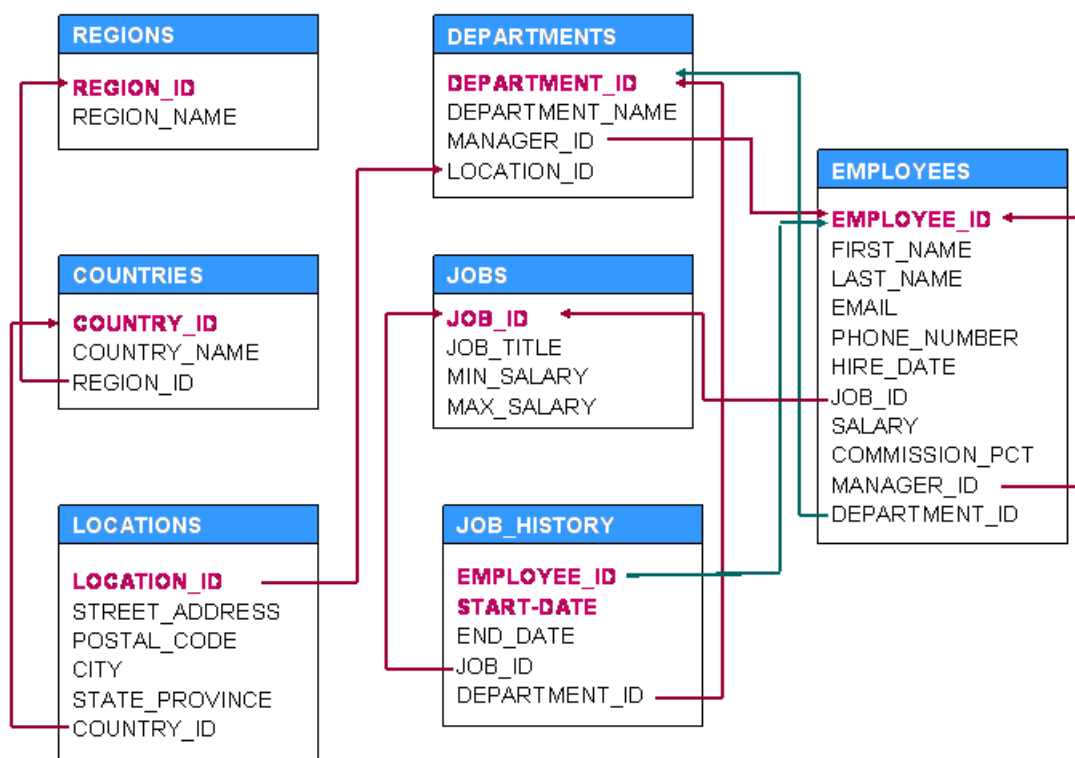 REGIONS
REGION_ID
REGION_NAME
COUNTRIES
COUNTRY_ID
COUNTRY_NAME
REGION_ID
LOCATIONS
LOCATION_ID
STREET_ADDRESS
POSTAL_CODE
CITY
STATE_PROVINCE
COUNTRY_ID
DEPARTMENTS
DEPARTMENT_ID
DEPARTMENT_NAME
MANAGER_ID
LOCATION_ID
JOBS
JOB_ID
JOB_TITLE
MIN_SALARY
MAX_SALARY
JOB_HISTORY
EMPLOYEE_ID
START-DATE
END_DATE
JOB_ID
DEPARTMENT_ID
EMPLOYEES
EMPLOYEE_ID
FIRST_NAME
LAST_NAME
EMAIL
PHONE_NUMBER
HIRE_DATE
JOB_ID
SALARY
COMMISSION_PCT
MANAGER_ID
DEPARTMENT_ID